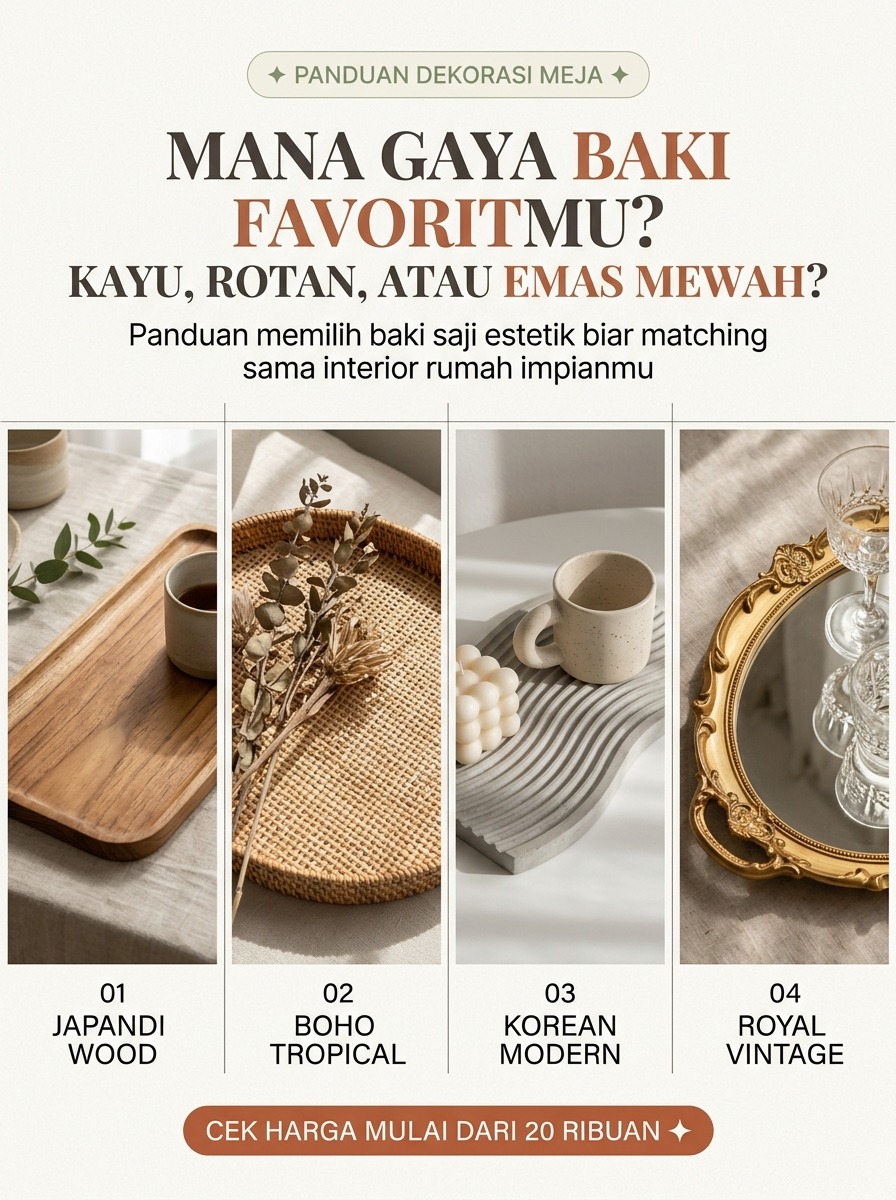 ✦ PANDUAN DEKORASI MEJA ✦
MANA GAYA BAKI
FAVORITMU?
KAYU, ROTAN, ATAU EMAS MEWAH?
Panduan memilih baki saji estetik biar matching
sama interior rumah impianmu
01
JAPANDI
WOOD
02
BOHO
TROPICAL
03
KOREAN
MODERN
04
ROYAL
VINTAGE
CEK HARGA MULAI DARI 20 RIBUAN ✦